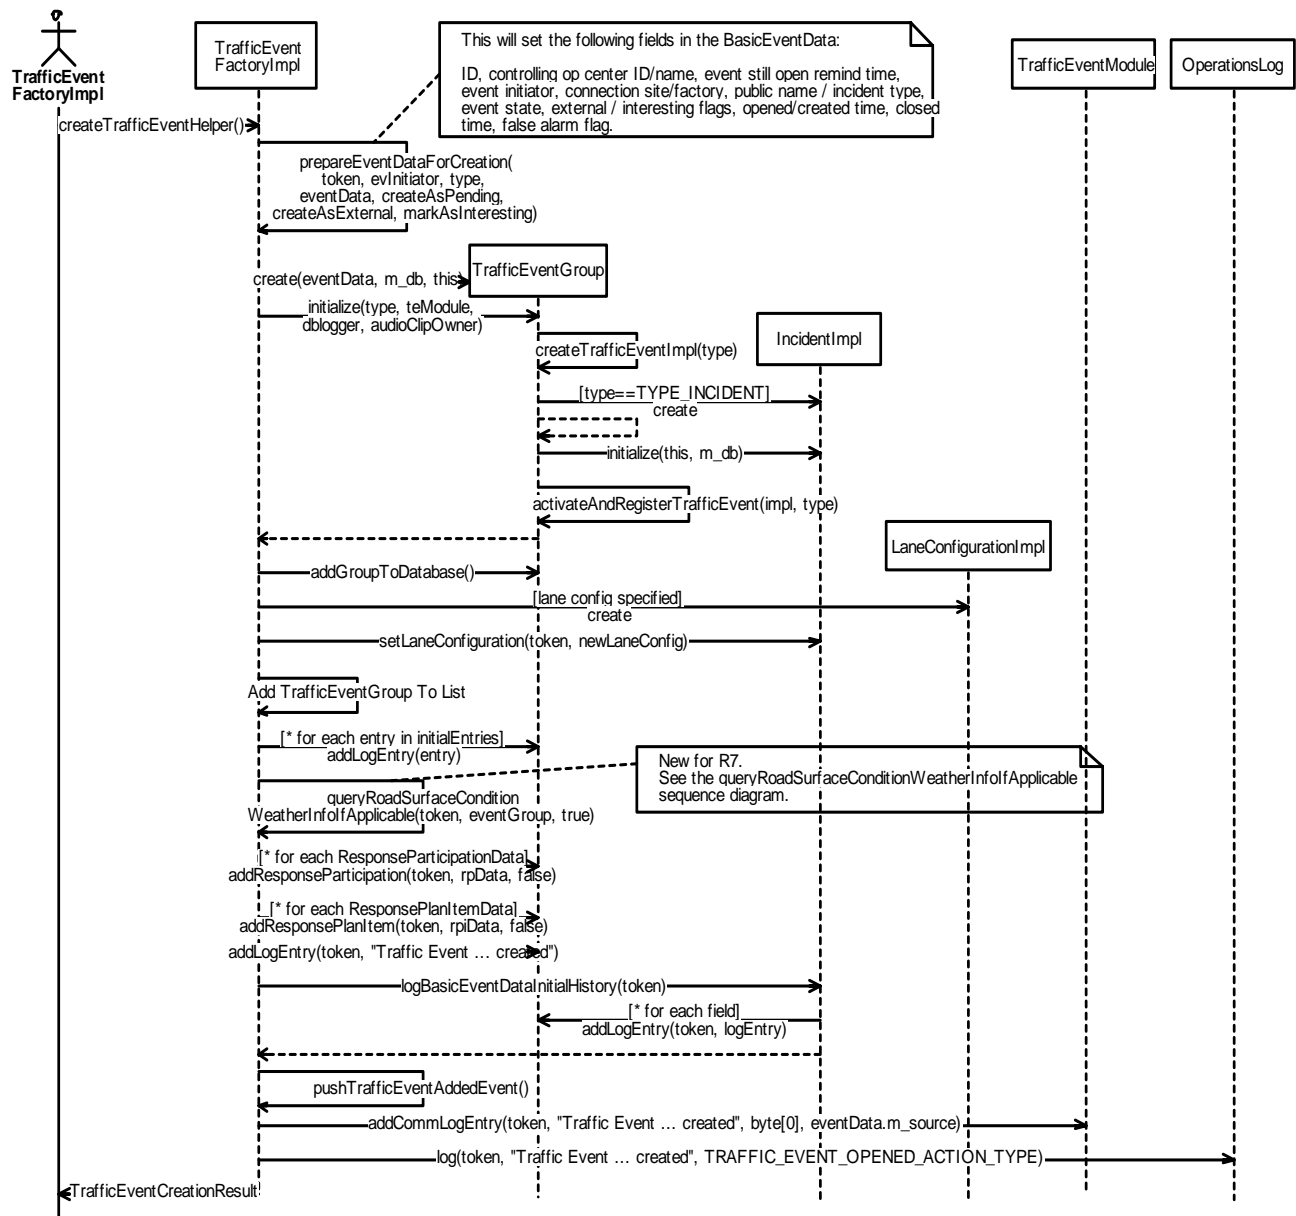 TrafficEvent
FactoryImpl
TrafficEvent
FactoryImpl
This will set the following fields in the BasicEventData:
ID, controlling op center ID/name, event still open remind time,
event initiator, connection site/factory, public name / incident type,
event state, external / interesting flags, opened/created time, closed
time, false alarm flag.
TrafficEventModule
OperationsLog
createTrafficEventHelper()
prepareEventDataForCreation(
token, evInitiator, type,
eventData, createAsPending,
createAsExternal, markAsInteresting)
TrafficEventGroup
create(eventData, m_db, this)
initialize(type, teModule,
dblogger, audioClipOwner)
IncidentImpl
createTrafficEventImpl(type)
[type==TYPE_INCIDENT]
create
initialize(this, m_db)
activateAndRegisterTrafficEvent(impl, type)
LaneConfigurationImpl
addGroupToDatabase()
[lane config specified]
create
setLaneConfiguration(token, newLaneConfig)
Add TrafficEventGroup To List
[* for each entry in initialEntries]
addLogEntry(entry)
New for R7.
See the queryRoadSurfaceConditionWeatherInfoIfApplicable
sequence diagram.
queryRoadSurfaceCondition
WeatherInfoIfApplicable(token, eventGroup, true)
[* for each ResponseParticipationData]
addResponseParticipation(token, rpData, false)
[* for each ResponsePlanItemData]
addResponsePlanItem(token, rpiData, false)
addLogEntry(token, "Traffic Event ... created")
logBasicEventDataInitialHistory(token)
[* for each field]
addLogEntry(token, logEntry)
pushTrafficEventAddedEvent()
addCommLogEntry(token, "Traffic Event ... created", byte[0], eventData.m_source)
log(token, "Traffic Event ... created", TRAFFIC_EVENT_OPENED_ACTION_TYPE)
TrafficEventCreationResult